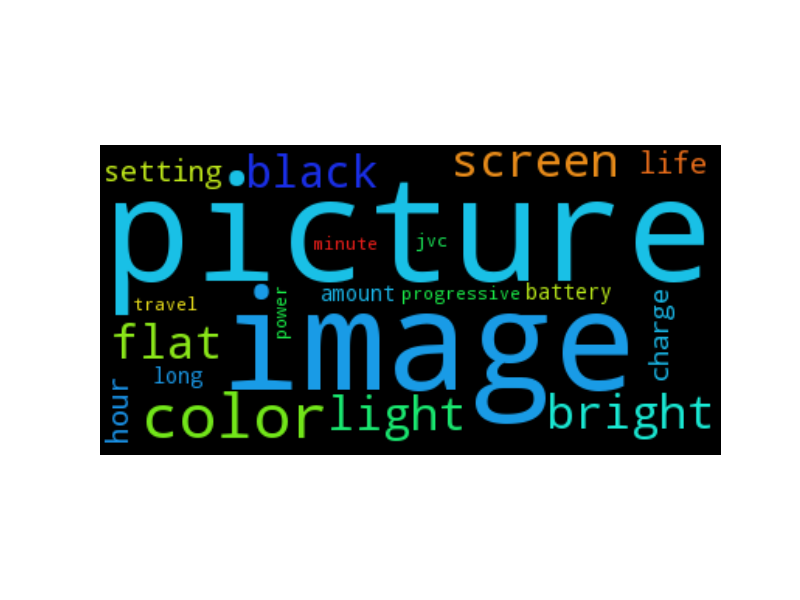 setting
black
screen
life
picture
minute
jvc
travel
power
amount
progressive
battery
charge
flat
image
long
hour
color
light
bright